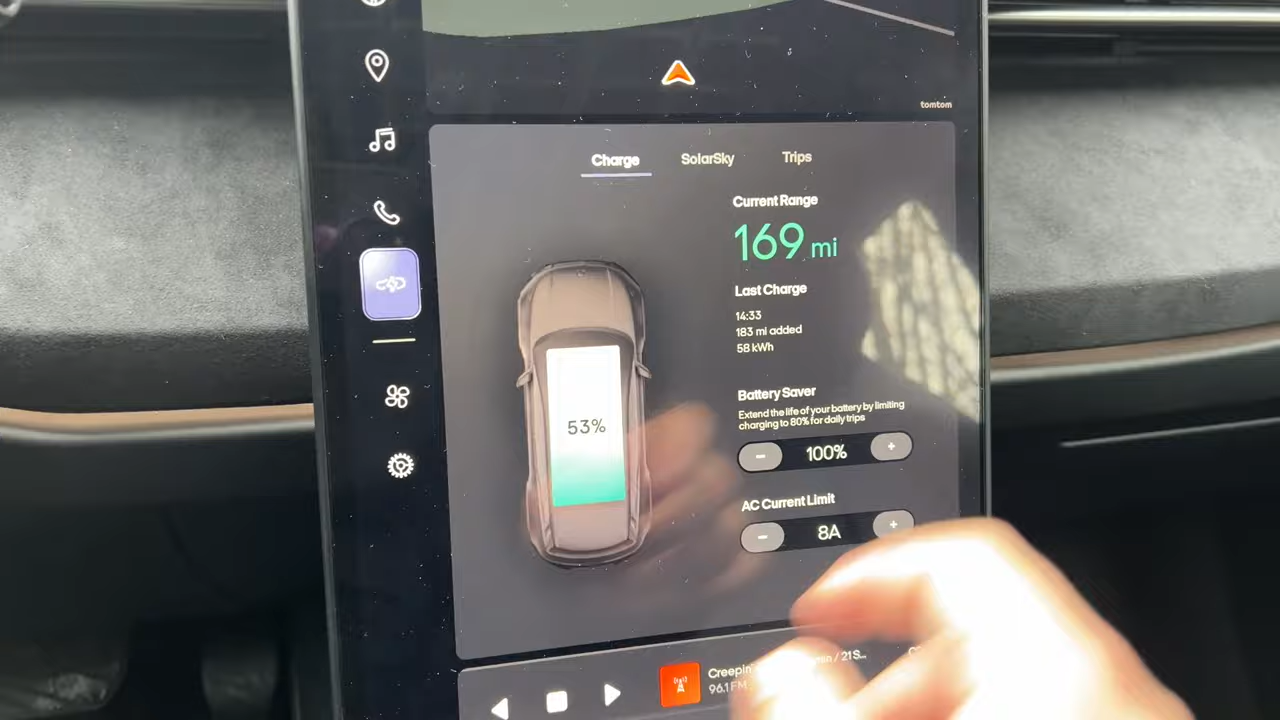 tomtom
Charge SolarSky Trips
Current Range
169 mi
Last Charge
14:33
183 mi added
58 kWh
53%
Battery Saver
Extend the life of your battery by limiting
charging to 80% for daily trips
- 100% +
AC Current Limit
- 8A +
Creepin' / 21 S...
96.1 FM